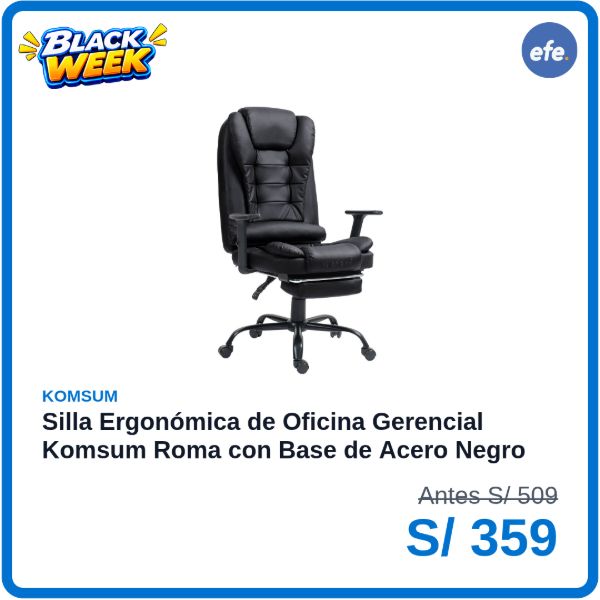 BLACK
WEEK
efe.
KOMSUM
Silla Ergonómica de Oficina Gerencial
Komsum Roma con Base de Acero Negro
Antes S/ 509
S/ 359